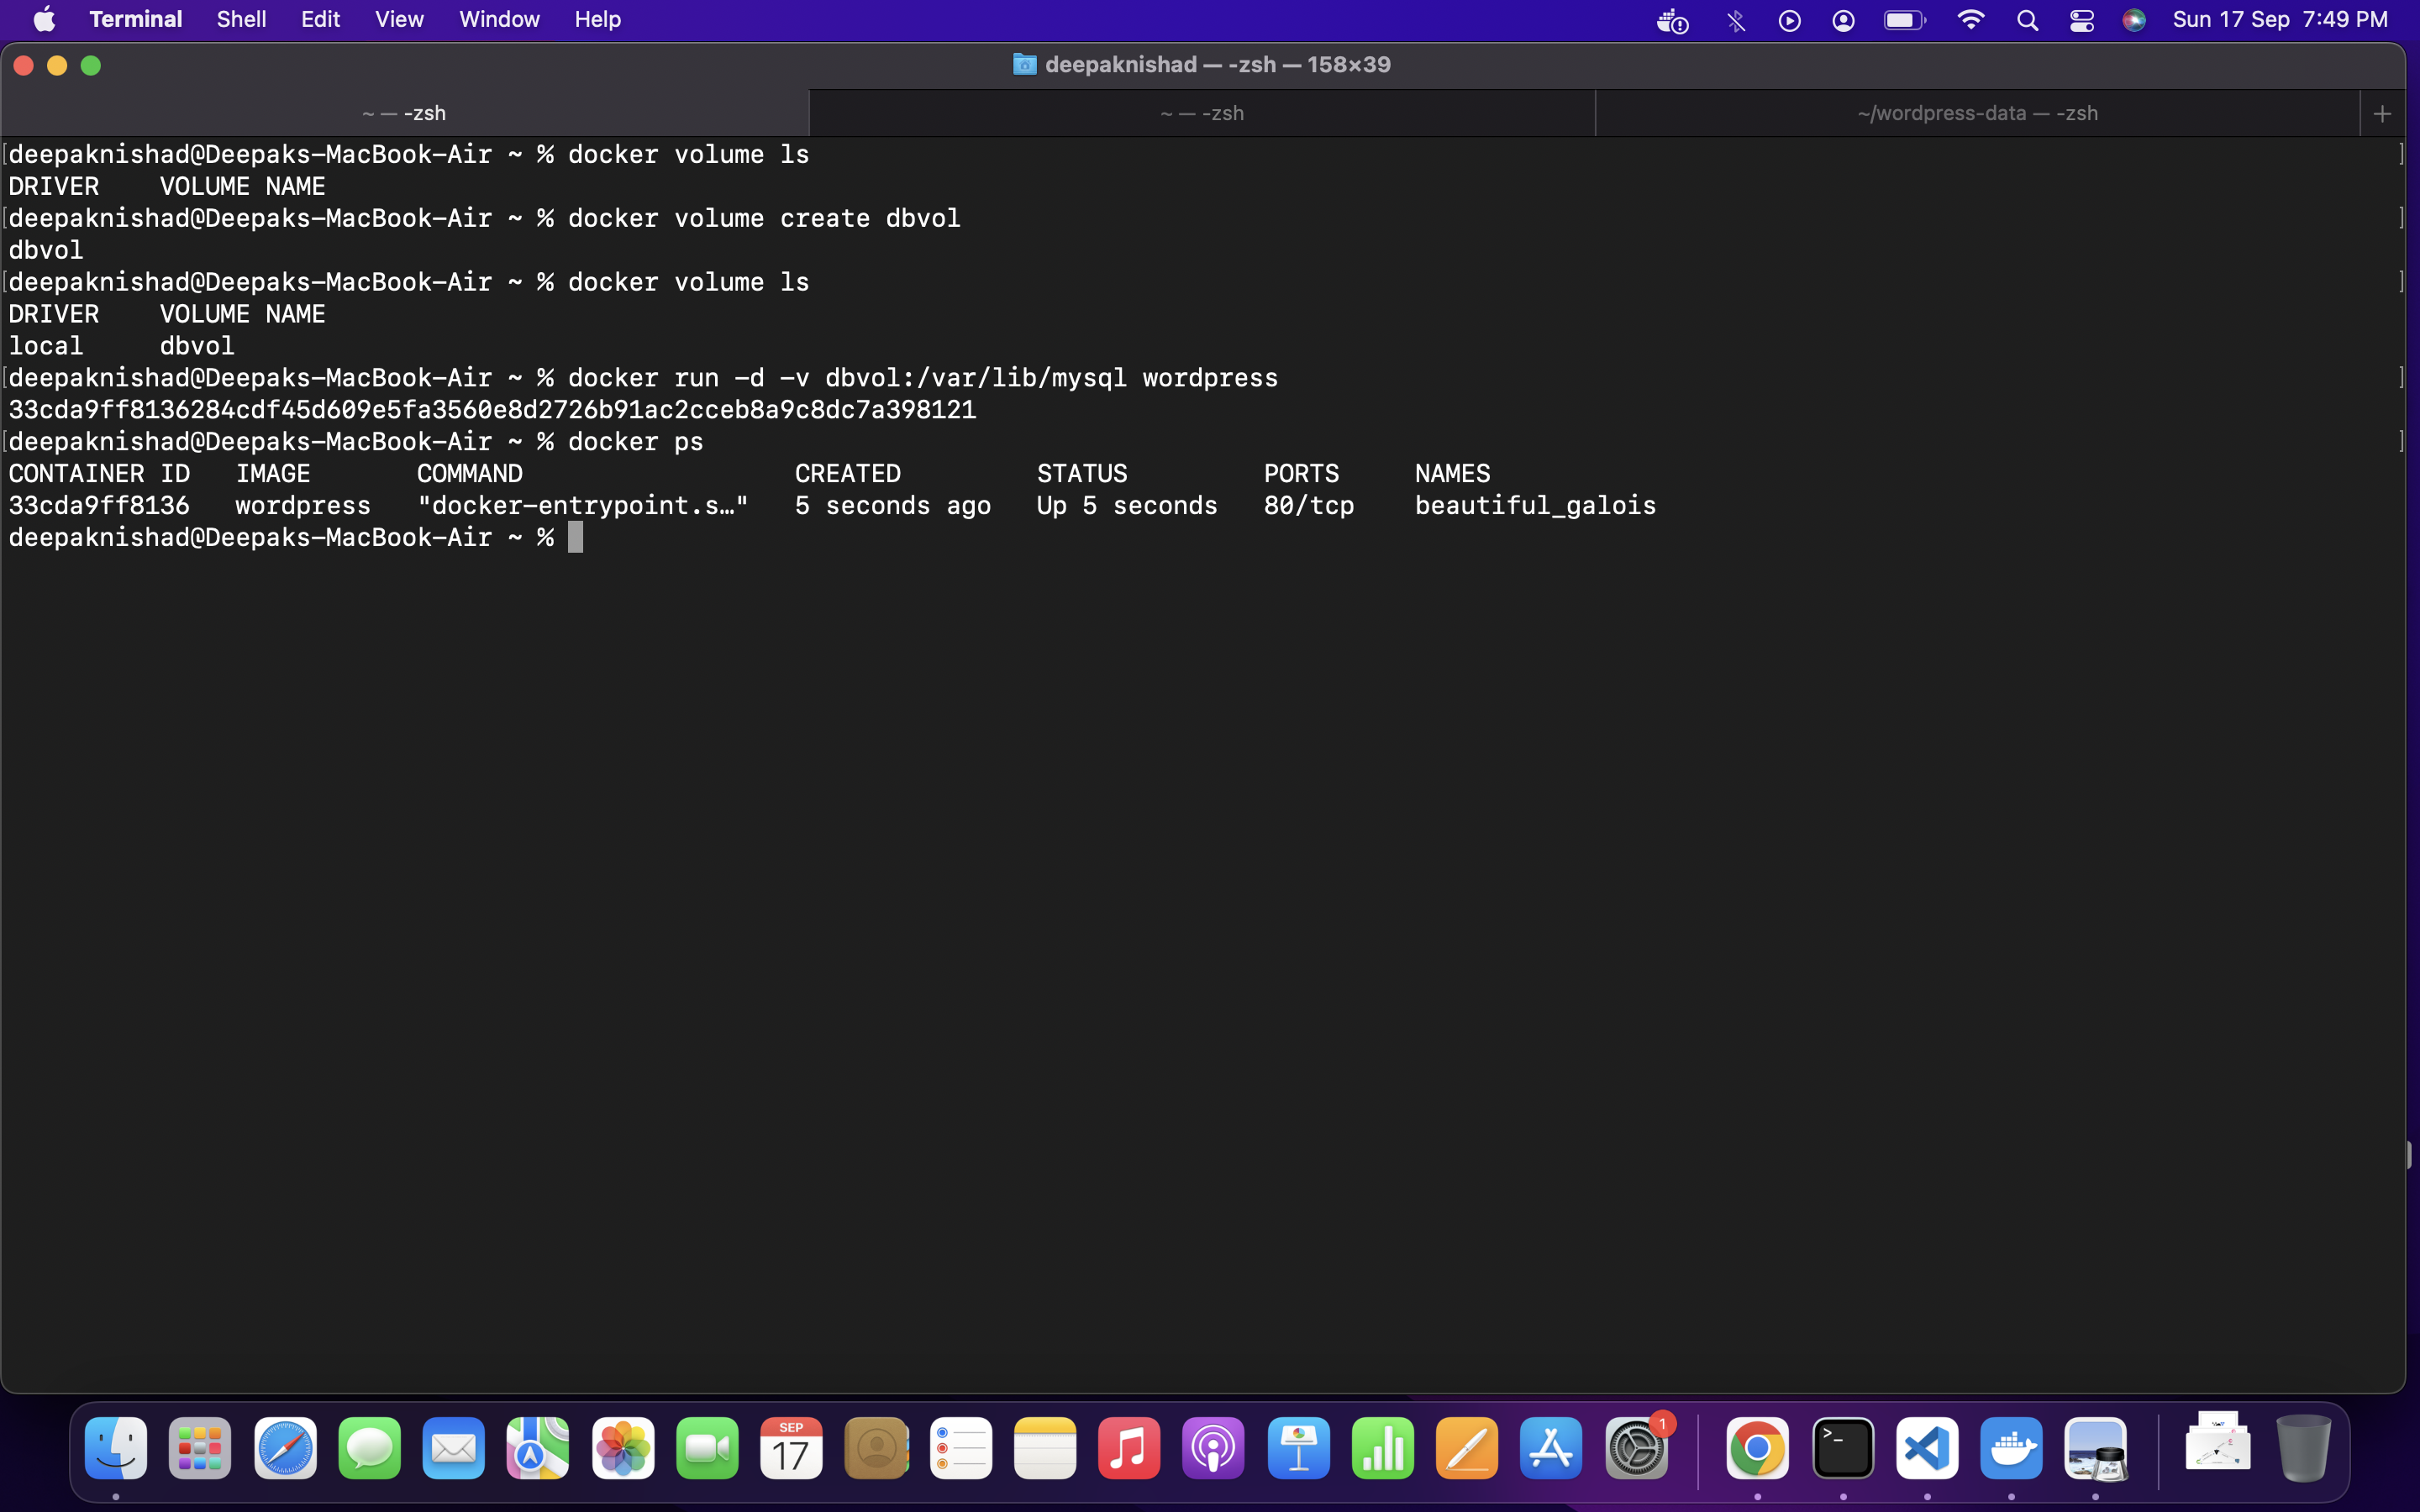 Terminal Shell Edit View Window Help Sun 17 Sep 7:49 PM
deepaknishad — -zsh — 158×39
~ — -zsh ~ — -zsh ~/wordpress-data — -zsh +
[deepaknishad@Deepaks-MacBook-Air ~ % docker volume ls ]
DRIVER    VOLUME NAME
[deepaknishad@Deepaks-MacBook-Air ~ % docker volume create dbvol ]
dbvol
[deepaknishad@Deepaks-MacBook-Air ~ % docker volume ls ]
DRIVER    VOLUME NAME
local     dbvol
[deepaknishad@Deepaks-MacBook-Air ~ % docker run -d -v dbvol:/var/lib/mysql wordpress ]
33cda9ff8136284cdf45d609e5fa3560e8d2726b91ac2cceb8a9c8dc7a398121
[deepaknishad@Deepaks-MacBook-Air ~ % docker ps ]
CONTAINER ID   IMAGE       COMMAND                  CREATED         STATUS         PORTS     NAMES
33cda9ff8136   wordpress   "docker-entrypoint.s…"   5 seconds ago   Up 5 seconds   80/tcp    beautiful_galois
deepaknishad@Deepaks-MacBook-Air ~ %
SEP
17
1
>_